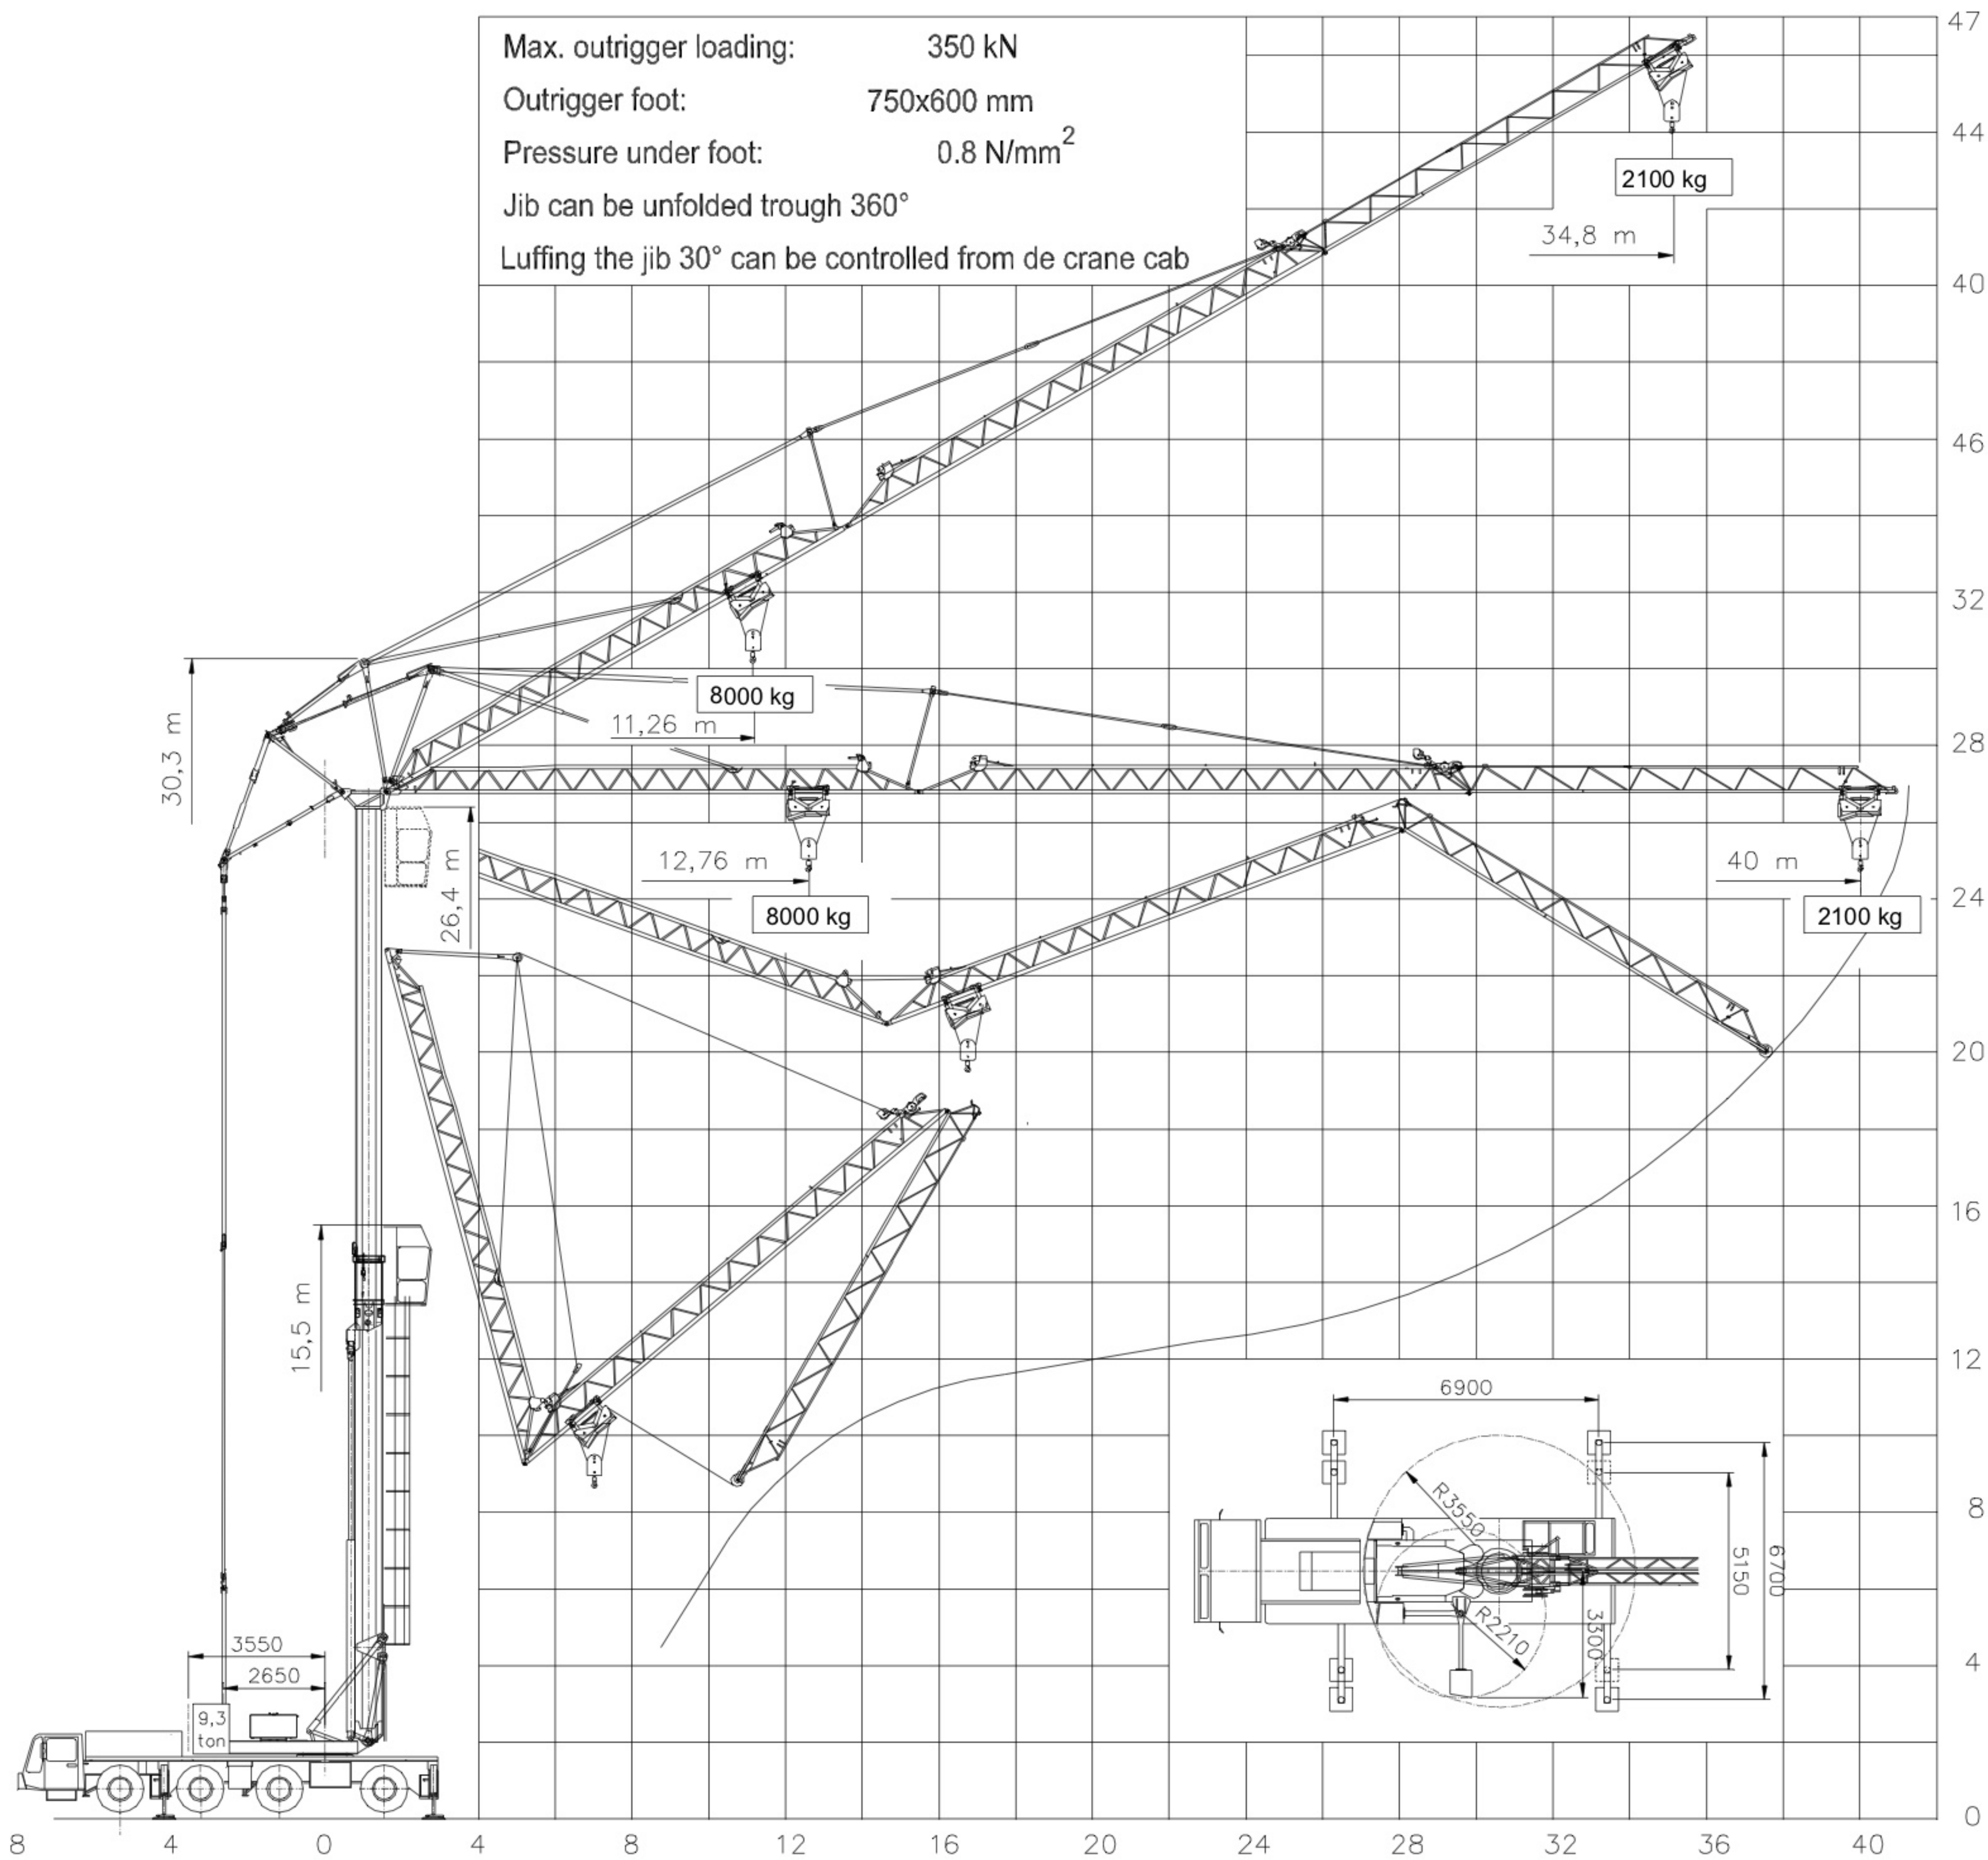 Max. outrigger loading: 350 kN
Outrigger foot: 750x600 mm
Pressure under foot: 0.8 N/mm2
Jib can be unfolded trough 360°
Luffing the jib 30° can be controlled from de crane cab
47
44
2100 kg
34,8 m
40
46
32
8000 kg
11,26 m
30,3 m
28
12,76 m
40 m
26,4 m
8000 kg
2100 kg
24
20
16
15,5 m
12
6900
R3550
8
5150
6700
R2210
3300
3550
2650
4
9,3
ton
0
8 4 0 4 8 12 16 20 24 28 32 36 40